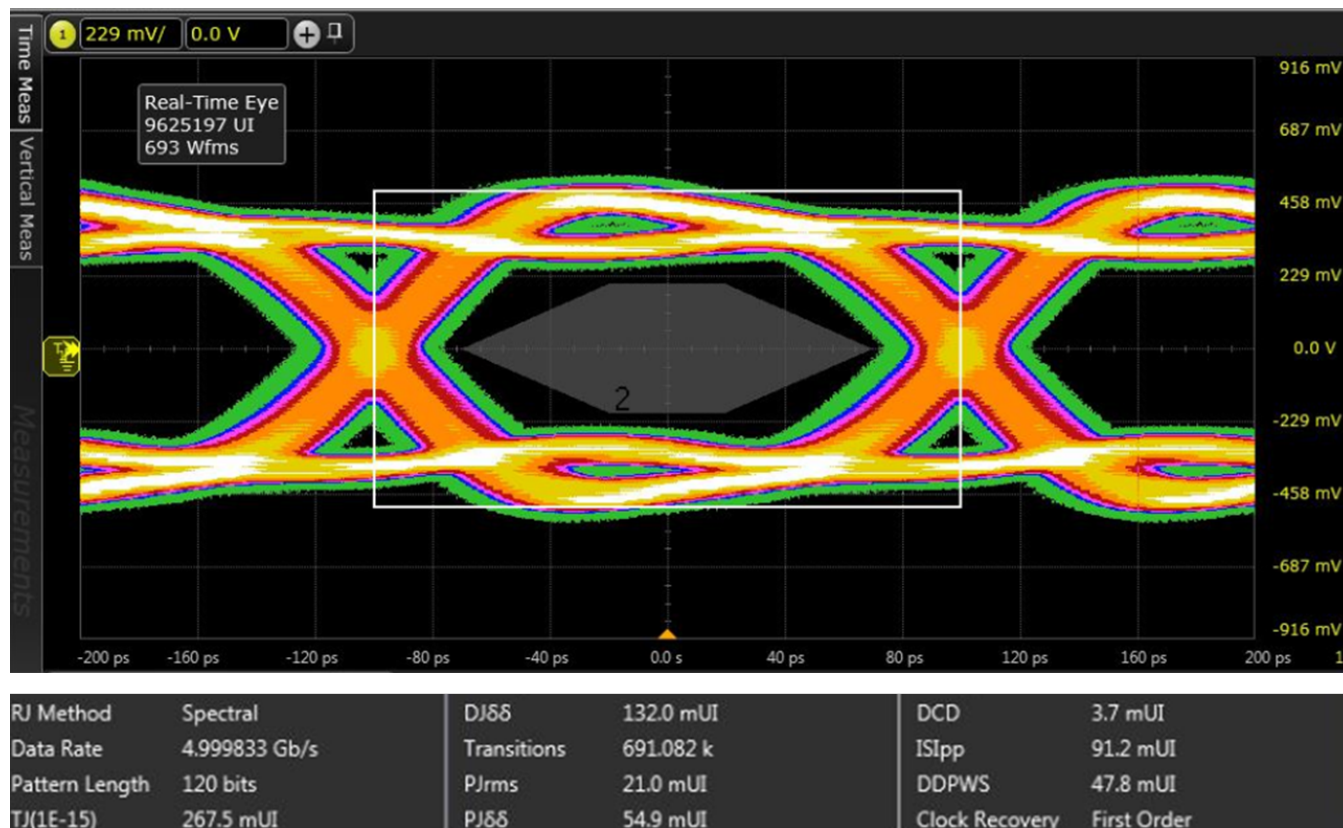 Time Meas
Vertical Meas
Measurements
1 229 mV/ 0.0 V
Real-Time Eye
9625197 UI
693 Wfms
916 mV
687 mV
458 mV
229 mV
0.0 V
-229 mV
-458 mV
-687 mV
-916 mV
2
-200 ps -160 ps -120 ps -80 ps -40 ps 0.0 s 40 ps 80 ps 120 ps 160 ps 200 ps 1
RJ Method Spectral DJδδ 132.0 mUI DCD 3.7 mUI
Data Rate 4.999833 Gb/s Transitions 691.082 k ISIpp 91.2 mUI
Pattern Length 120 bits PJrms 21.0 mUI DDPWS 47.8 mUI
TJ(1E-15) 267.5 mUI PJδδ 54.9 mUI Clock Recovery First Order